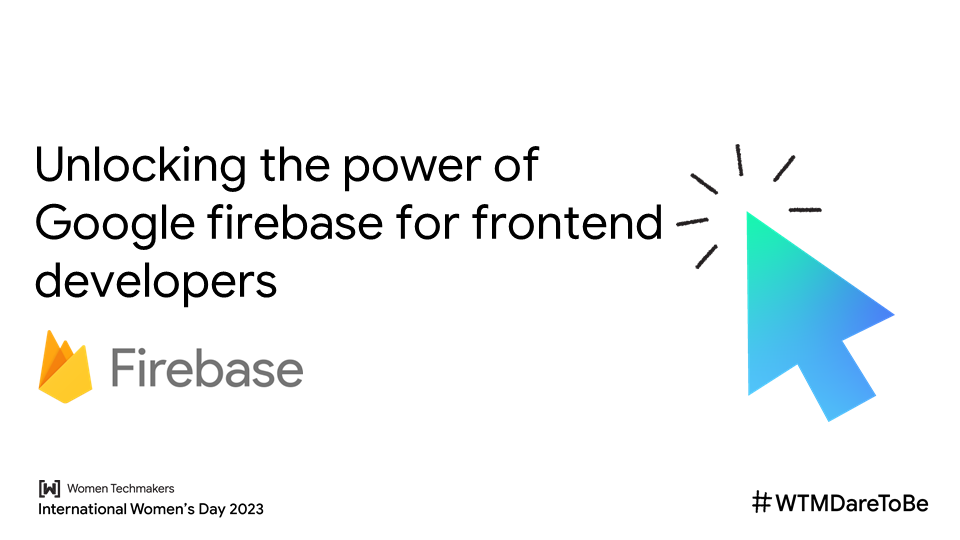 Unlocking the power of
Google firebase for frontend
developers
Firebase
[W] Women Techmakers
International Women's Day 2023
#WTMDareToBe